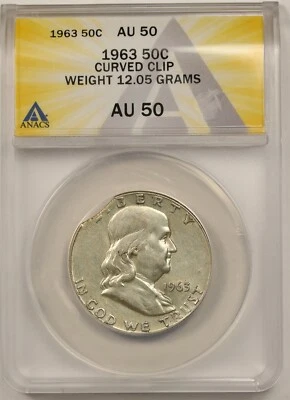 1963 50C AU 50
1963 50C
CURVED CLIP
WEIGHT 12.05 GRAMS
AU 50
ANACS
LIBERTY
1963
IN GOD WE TRUST